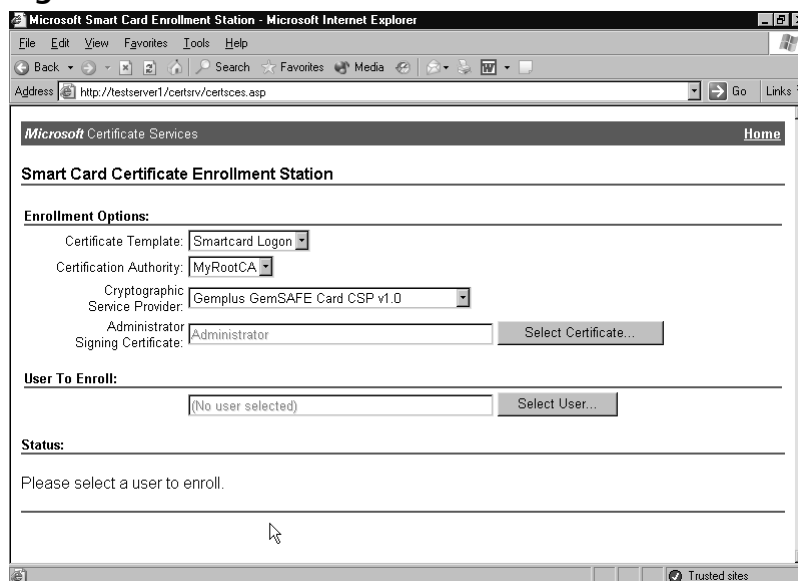 Microsoft Smart Card Enrollment Station - Microsoft Internet Explorer
File Edit View Favorites Tools Help
Back Search Favorites Media
Address http://testserver1/certsrv/certsces.asp Go Links
Microsoft Certificate Services Home
Smart Card Certificate Enrollment Station
Enrollment Options:
Certificate Template: Smartcard Logon
Certification Authority: MyRootCA
Cryptographic
Service Provider: Gemplus GemSAFE Card CSP v1.0
Administrator
Signing Certificate: Administrator Select Certificate...
User To Enroll:
(No user selected) Select User...
Status:
Please select a user to enroll.
Trusted sites